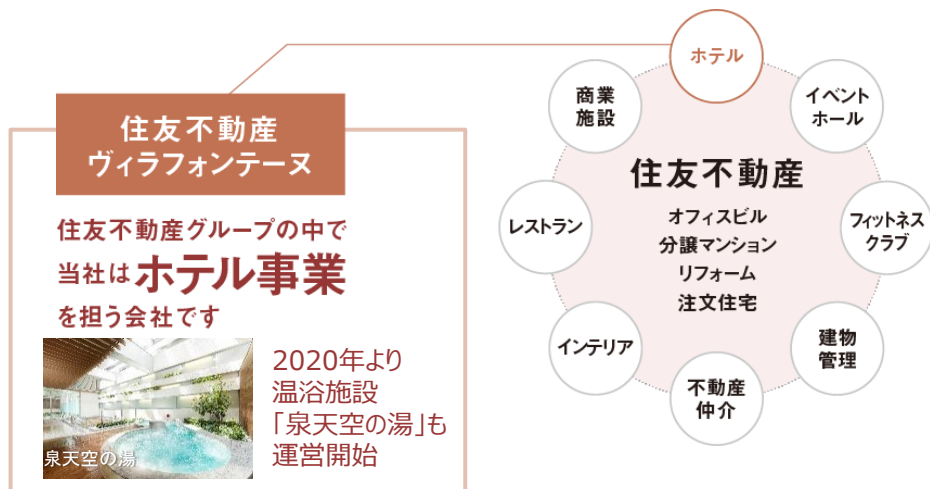 住友不動産
ヴィラフォンテーヌ
住友不動産グループの中で
当社はホテル事業
を担う会社です
泉天空の湯
2020年より
温浴施設
「泉天空の湯」も
運営開始
ホテル
イベント
ホール
フィットネス
クラブ
建物
管理
不動産
仲介
インテリア
レストラン
商業
施設
住友不動産
オフィスビル
分譲マンション
リフォーム
注文住宅